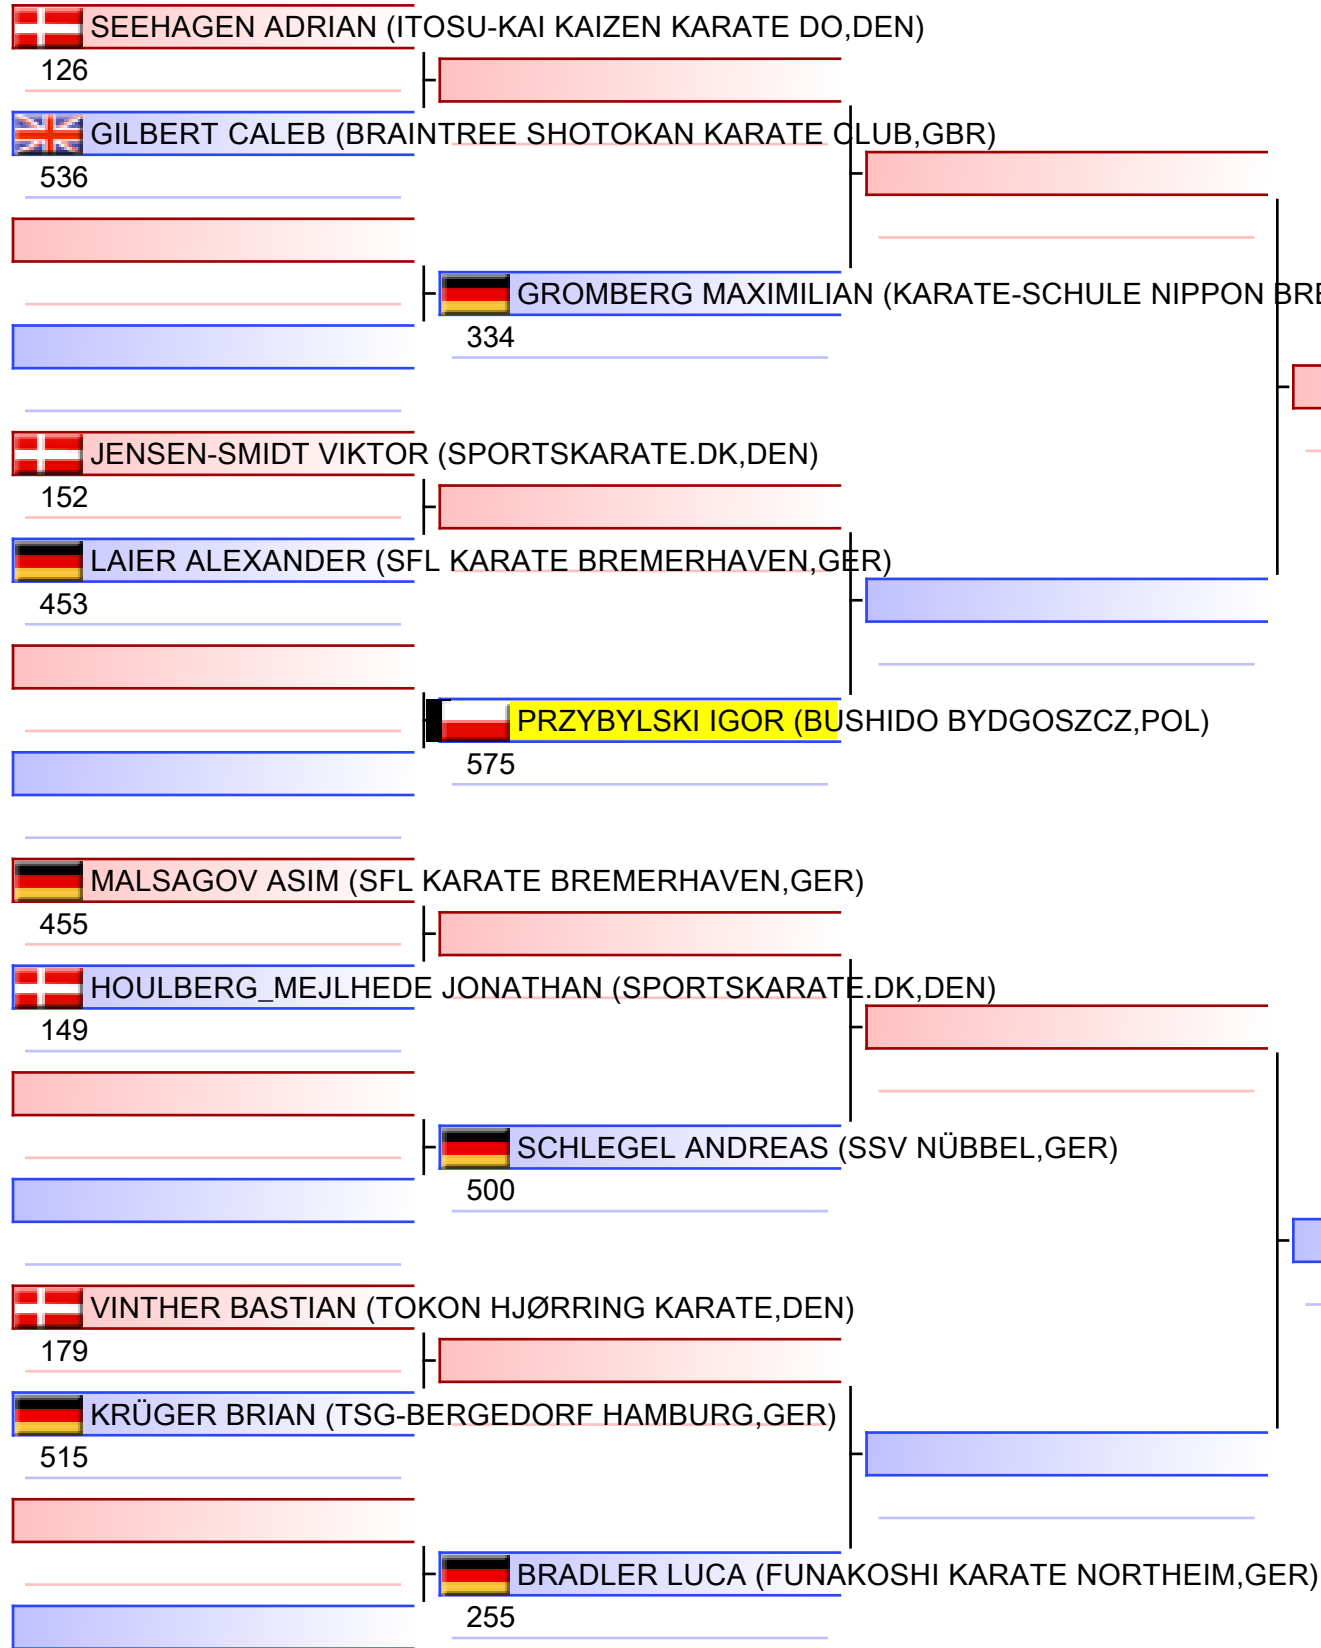 SEEHAGEN ADRIAN (ITOSU-KAI KAIZEN KARATE DO,DEN)
126
GILBERT CALEB (BRAINTREE SHOTOKAN KARATE CLUB,GBR)
536
GROMBERG MAXIMILIAN (KARATE-SCHULE NIPPON BRE
334
JENSEN-SMIDT VIKTOR (SPORTSKARATE.DK,DEN)
152
LAIER ALEXANDER (SFL KARATE BREMERHAVEN,GER)
453
PRZYBYLSKI IGOR (BUSHIDO BYDGOSZCZ,POL)
575
MALSAGOV ASIM (SFL KARATE BREMERHAVEN,GER)
455
HOULBERG_MEJLHEDE JONATHAN (SPORTSKARATE.DK,DEN)
149
SCHLEGEL ANDREAS (SSV NÜBBEL,GER)
500
VINTHER BASTIAN (TOKON HJØRRING KARATE,DEN)
179
KRÜGER BRIAN (TSG-BERGEDORF HAMBURG,GER)
515
BRADLER LUCA (FUNAKOSHI KARATE NORTHEIM,GER)
255